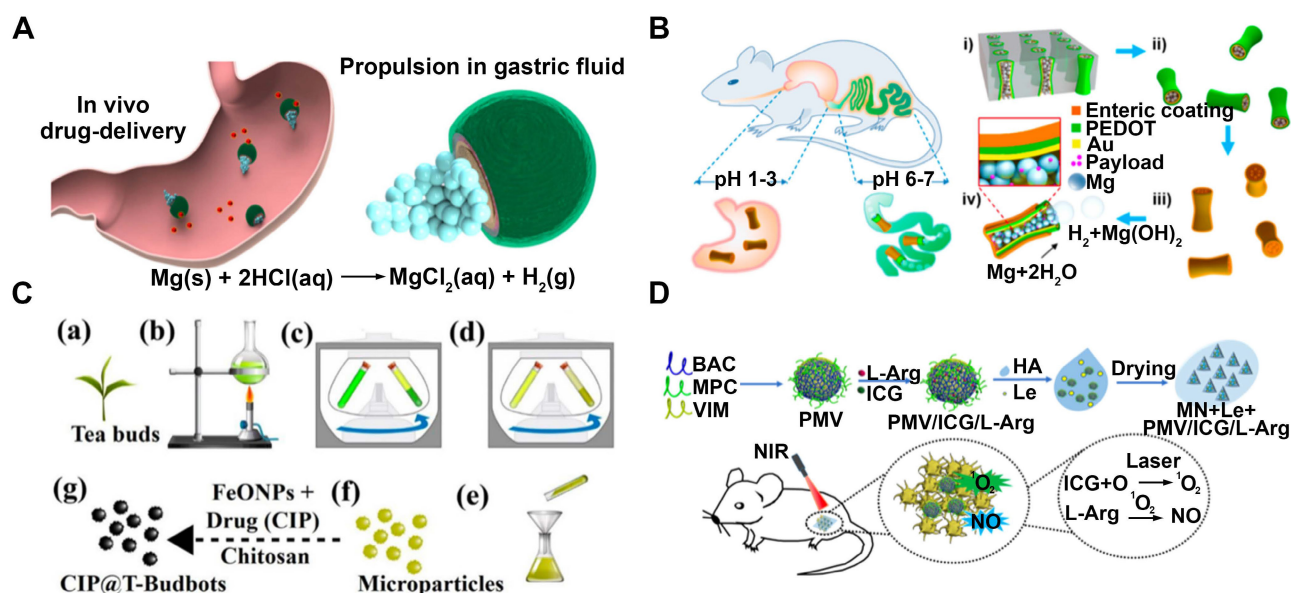 A
In vivo
drug-delivery
Propulsion in gastric fluid
Mg(s) + 2HCl(aq) ⟶ MgCl₂(aq) + H₂(g)
B
pH 1-3
pH 6-7
i)
ii)
Enteric coating
PEDOT
Au
Payload
Mg
iv)
iii)
H₂+Mg(OH)₂
Mg+2H₂O
C
(a)
(b)
(c)
(d)
Tea buds
(g)
FeONPs +
Drug (CIP)
Chitosan
(f)
(e)
CIP@T-Budbots
Microparticles
D
BAC
MPC
VIM
PMV
L-Arg
ICG
PMV/ICG/L-Arg
HA
Le
Drying
MN+Le+
PMV/ICG/L-Arg
NIR
¹O₂
NO
Laser
ICG+O → ¹O₂
¹O₂
L-Arg → NO